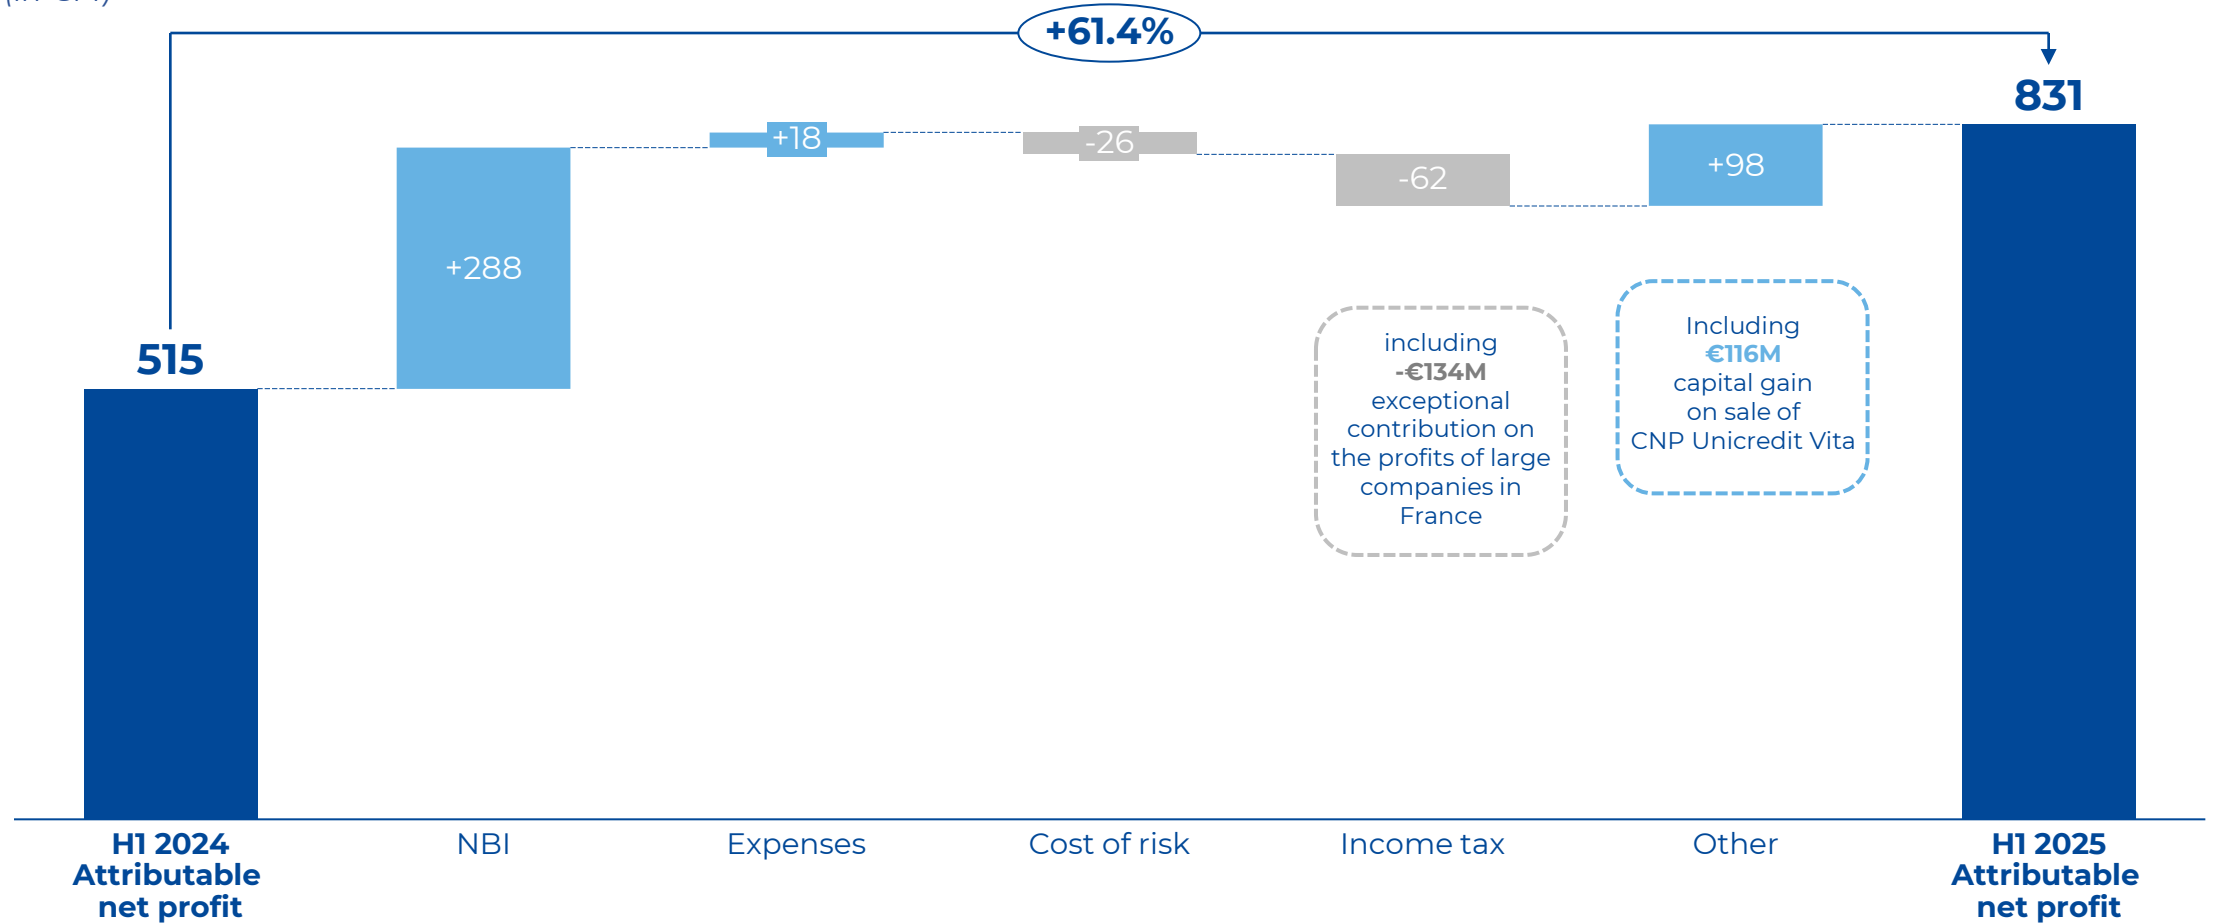 +61.4%
831
515
+288
+18
-26
-62
+98
including
-€134M
exceptional
contribution on
the profits of large
companies in
France
Including
€116M
capital gain
on sale of
CNP Unicredit Vita
H1 2024
Attributable
net profit
NBI
Expenses
Cost of risk
Income tax
Other
H1 2025
Attributable
net profit